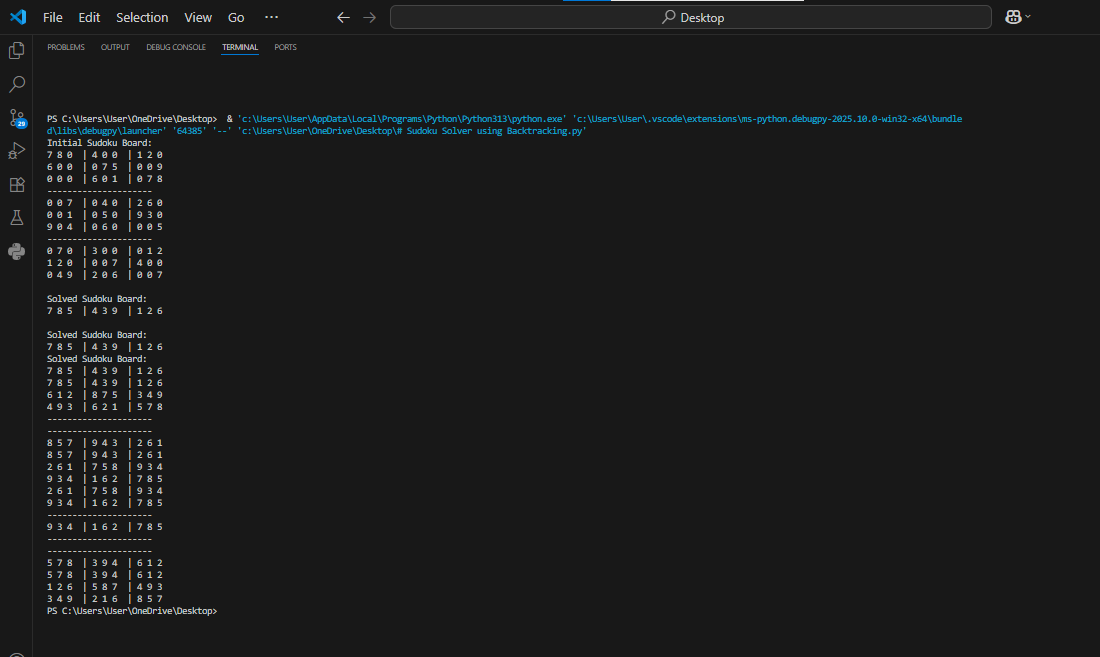 File Edit Selection View Go ··· Desktop
PROBLEMS OUTPUT DEBUG CONSOLE TERMINAL PORTS
29
PS C:\Users\User\OneDrive\Desktop>  & 'c:\Users\User\AppData\Local\Programs\Python\Python313\python.exe' 'c:\Users\User\.vscode\extensions\ms-python.debugpy-2025.10.0-win32-x64\bundle
d\libs\debugpy\launcher' '64385' '--' 'c:\Users\User\OneDrive\Desktop\# Sudoku Solver using Backtracking.py'
Initial Sudoku Board:
7 8 0 | 4 0 0 | 1 2 0
6 0 0 | 0 7 5 | 0 0 9
0 0 0 | 6 0 1 | 0 7 8
---------------------
0 0 7 | 0 4 0 | 2 6 0
0 0 1 | 0 5 0 | 9 3 0
9 0 4 | 0 6 0 | 0 0 5
---------------------
0 7 0 | 3 0 0 | 0 1 2
1 2 0 | 0 0 7 | 4 0 0
0 4 9 | 2 0 6 | 0 0 7
Solved Sudoku Board:
7 8 5 | 4 3 9 | 1 2 6
Solved Sudoku Board:
7 8 5 | 4 3 9 | 1 2 6
Solved Sudoku Board:
7 8 5 | 4 3 9 | 1 2 6
7 8 5 | 4 3 9 | 1 2 6
6 1 2 | 8 7 5 | 3 4 9
4 9 3 | 6 2 1 | 5 7 8
---------------------
---------------------
8 5 7 | 9 4 3 | 2 6 1
8 5 7 | 9 4 3 | 2 6 1
2 6 1 | 7 5 8 | 9 3 4
9 3 4 | 1 6 2 | 7 8 5
2 6 1 | 7 5 8 | 9 3 4
9 3 4 | 1 6 2 | 7 8 5
---------------------
9 3 4 | 1 6 2 | 7 8 5
---------------------
---------------------
5 7 8 | 3 9 4 | 6 1 2
5 7 8 | 3 9 4 | 6 1 2
1 2 6 | 5 8 7 | 4 9 3
3 4 9 | 2 1 6 | 8 5 7
PS C:\Users\User\OneDrive\Desktop>